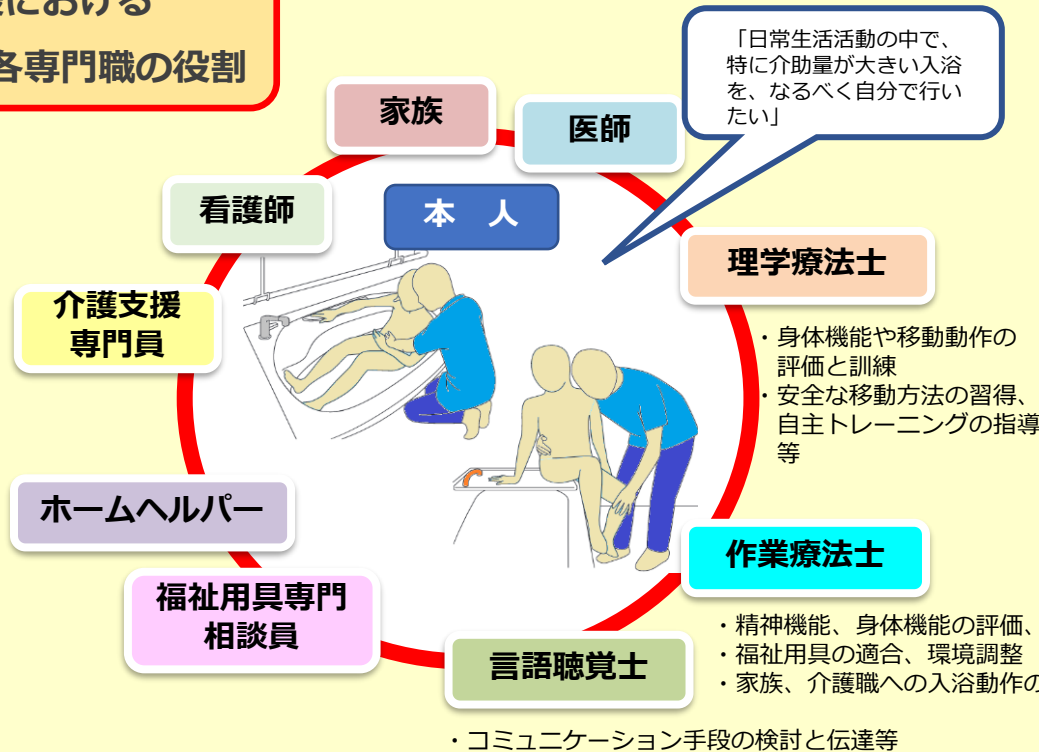 における
各専門職の役割
「日常生活活動の中で、
特に介助量が大きい入浴
を、なるべく自分で行い
たい」
家族
医師
看護師
本 人
理学療法士
介護支援
専門員
・身体機能や移動動作の
評価と訓練
・安全な移動方法の習得、
自主トレーニングの指導
等
ホームヘルパー
作業療法士
福祉用具専門
相談員
・精神機能、身体機能の評価、
・福祉用具の適合、環境調整
・家族、介護職への入浴動作の
言語聴覚士
・コミュニケーション手段の検討と伝達等